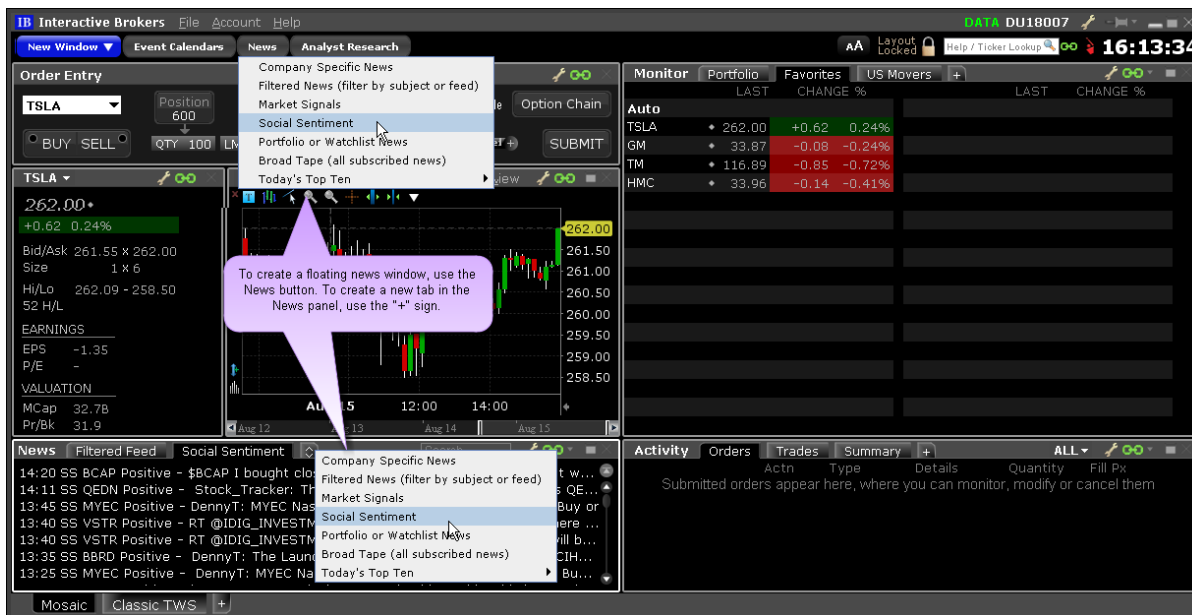 IB Interactive Brokers File Account Help DATA DU18007
New Window ▼ Event Calendars News Analyst Research AA Layout Locked Help / Ticker Lookup 16:13:34
Order Entry
TSLA
Position
600
Option Chain
BUY SELL QTY 100 SUBMIT
Company Specific News
Filtered News (filter by subject or feed)
Market Signals
Social Sentiment
Portfolio or Watchlist News
Broad Tape (all subscribed news)
Today's Top Ten
Monitor Portfolio Favorites US Movers +
LAST CHANGE % LAST CHANGE %
Auto
TSLA 262.00 +0.62 0.24%
GM 33.87 -0.08 -0.24%
TM 116.89 -0.85 -0.72%
HMC 33.96 -0.14 -0.41%
TSLA
262.00
+0.62 0.24%
Bid/Ask 261.55 x 262.00
Size 1 x 6
Hi/Lo 262.09 - 258.50
52 H/L
EARNINGS
EPS -1.35
P/E -
VALUATION
MCap 32.7B
Pr/Bk 31.9
262.00
261.50
261.00
260.50
260.00
259.50
259.00
258.50
12:00 14:00
Aug 12 Aug 14 Aug 15
To create a floating news window, use the
News button. To create a new tab in the
News panel, use the "+" sign.
News Filtered Feed Social Sentiment Search
14:20 SS BCAP Positive - $BCAP I bought
14:11 SS QEDN Positive - Stock_Tracker:
13:45 SS MYEC Positive - DennyT: MYEC Buy or
13:40 SS VSTR Positive - RT
13:40 SS VSTR Positive - RT
13:35 SS BBRD Positive - DennyT: The
13:25 SS MYEC Positive - DennyT: MYEC
Company Specific News
Filtered News (filter by subject or feed)
Market Signals
Social Sentiment
Portfolio or Watchlist News
Broad Tape (all subscribed news)
Today's Top Ten
Activity Orders Trades Summary + ALL
Actn Type Details Quantity Fill Px
Submitted orders appear here, where you can monitor, modify or cancel them
Mosaic Classic TWS +